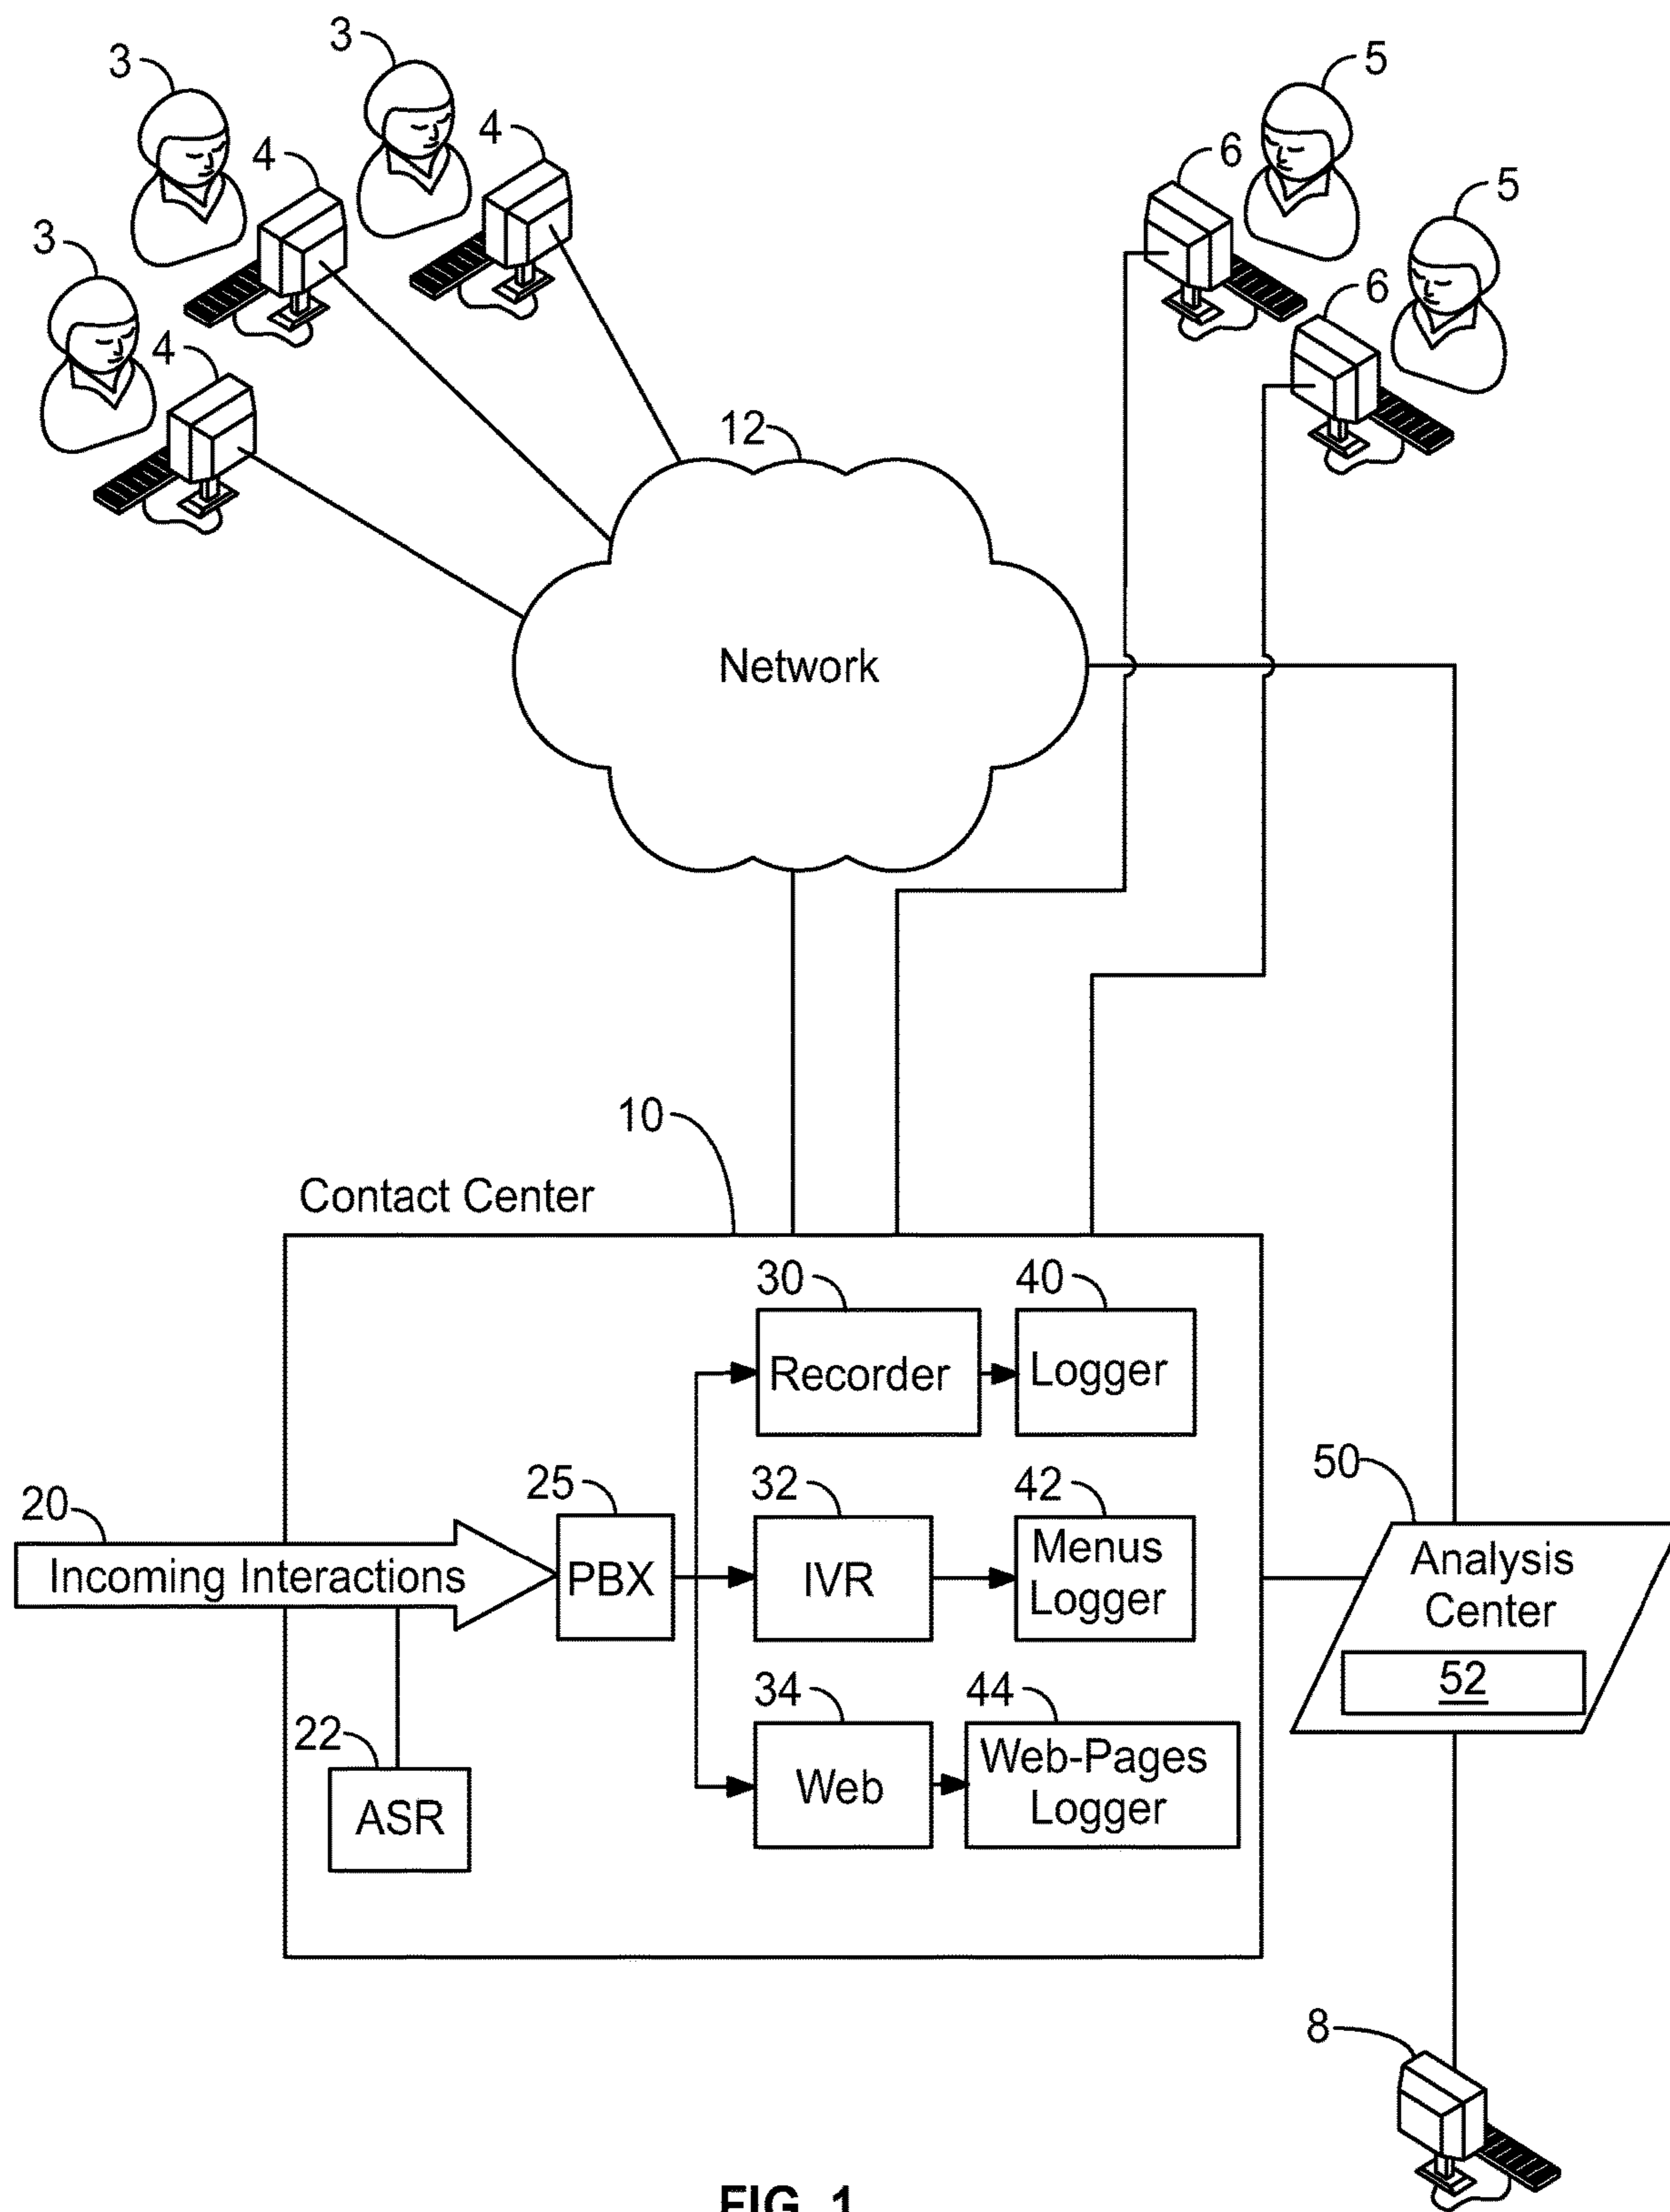 3
3
5
4
4
6
5
3
6
4
12
Network
10
Contact Center
30
40
Recorder
Logger
25
32
42
50
20
Incoming Interactions
PBX
IVR
Menus
Logger
Analysis
Center
52
34
44
22
ASR
Web
Web-Pages
Logger
8
FIG. 1